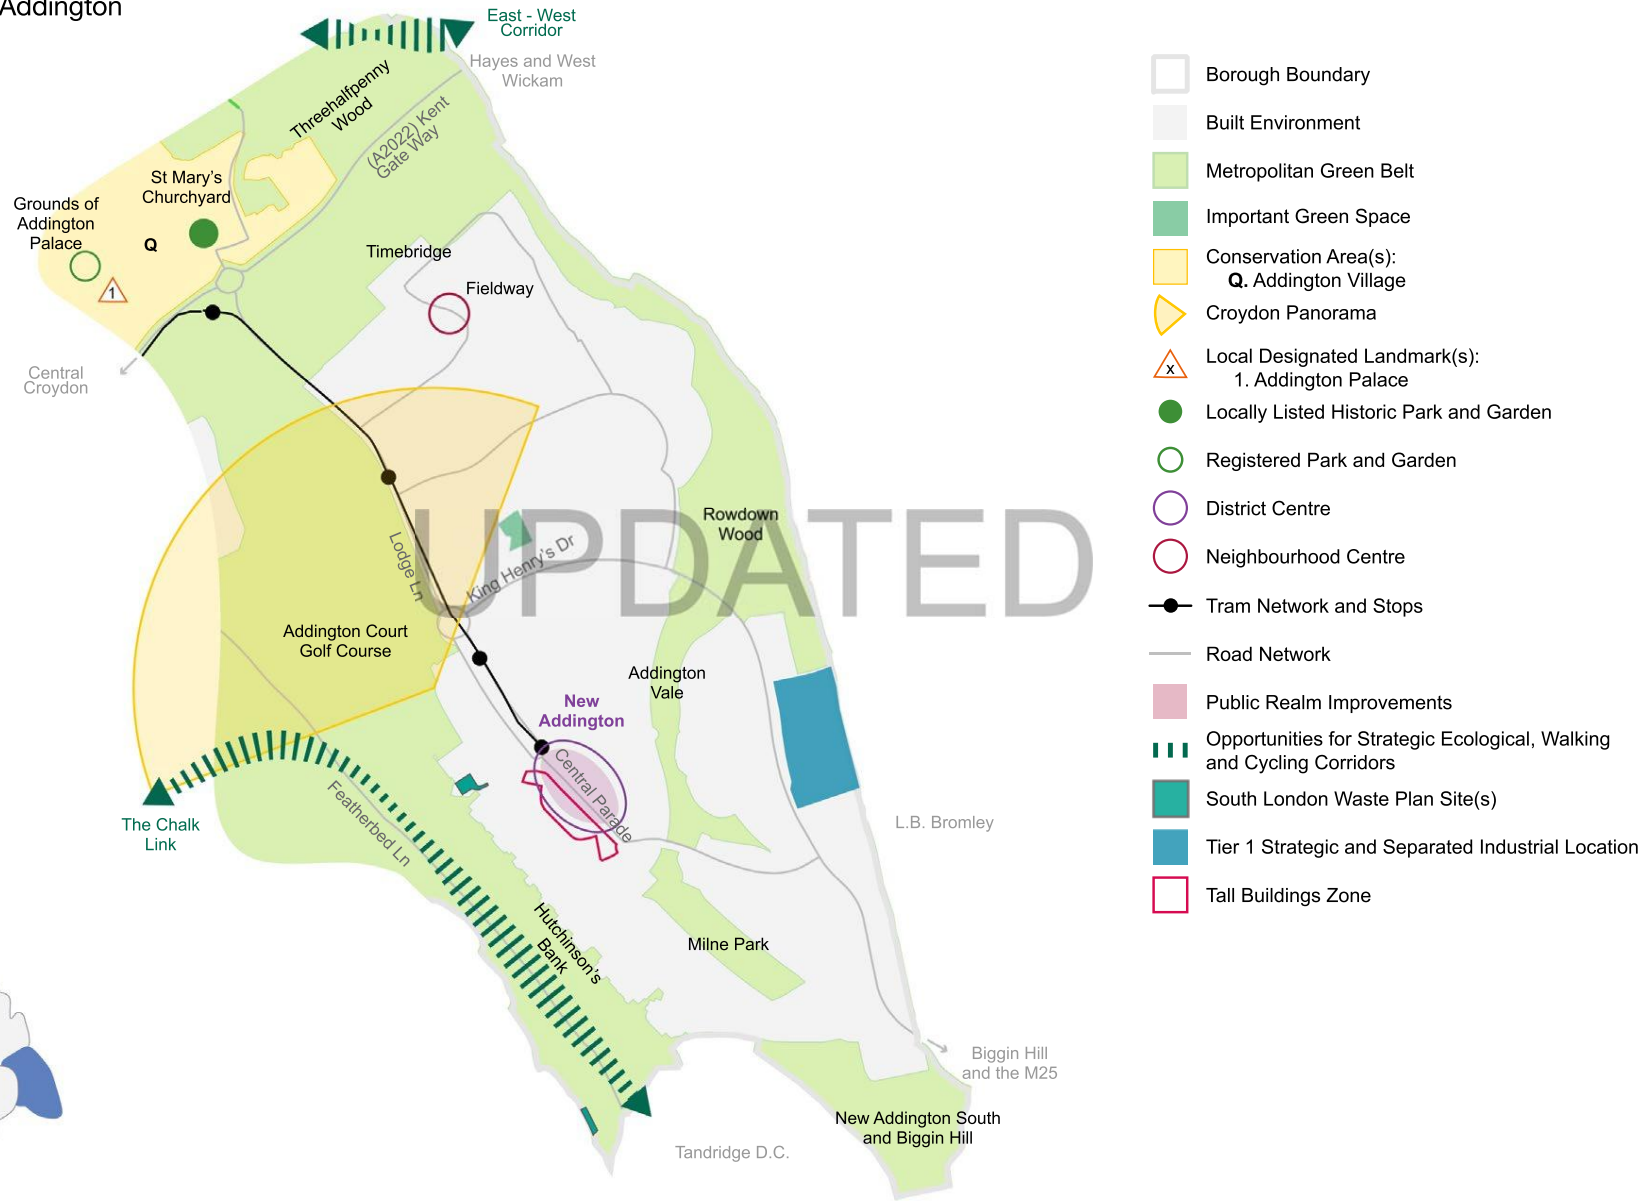 Addington
East - West
Corridor
Hayes and West
Wickam
Threehalfpenny
Wood
(A2022) Kent
Gate Way
St Mary's
Churchyard
Grounds of
Addington
Palace
Q
1
Timebridge
Fieldway
Central
Croydon
UPDATED
Rowdown
Wood
Lodge Ln
King Henry's Dr
Addington Court
Golf Course
Addington
Vale
New
Addington
Central Parade
The Chalk
Link
Featherbed Ln
L.B. Bromley
Hutchinson's
Bank
Milne Park
Biggin Hill
and the M25
New Addington South
and Biggin Hill
Tandridge D.C.
Borough Boundary
Built Environment
Metropolitan Green Belt
Important Green Space
Conservation Area(s):
Q. Addington Village
Croydon Panorama
x
Local Designated Landmark(s):
1. Addington Palace
Locally Listed Historic Park and Garden
Registered Park and Garden
District Centre
Neighbourhood Centre
Tram Network and Stops
Road Network
Public Realm Improvements
Opportunities for Strategic Ecological, Walking
and Cycling Corridors
South London Waste Plan Site(s)
Tier 1 Strategic and Separated Industrial Location
Tall Buildings Zone